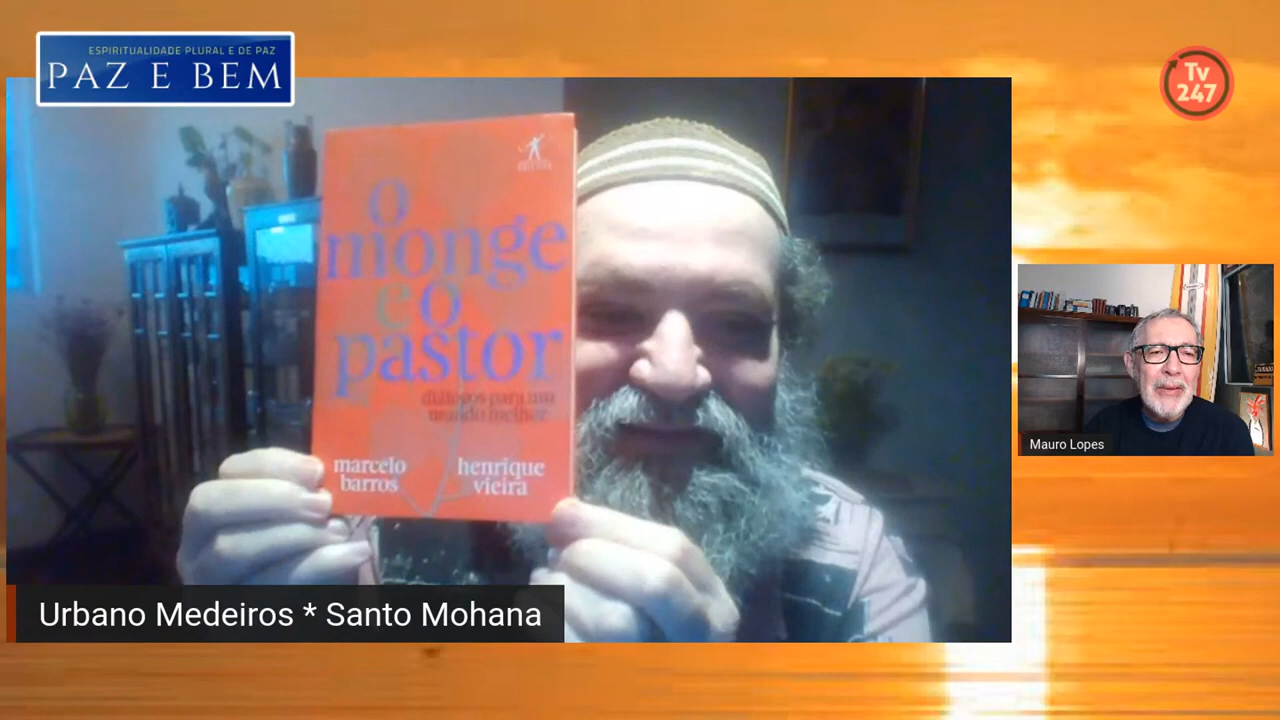 ESPIRITUALIDADE PLURAL E DE PAZ
PAZ E BEM
Tv
247
o
monge
e o
pastor
diálogos para um
mundo melhor
marcelo
barros
henrique
vieira
Mauro Lopes
Urbano Medeiros * Santo Mohana